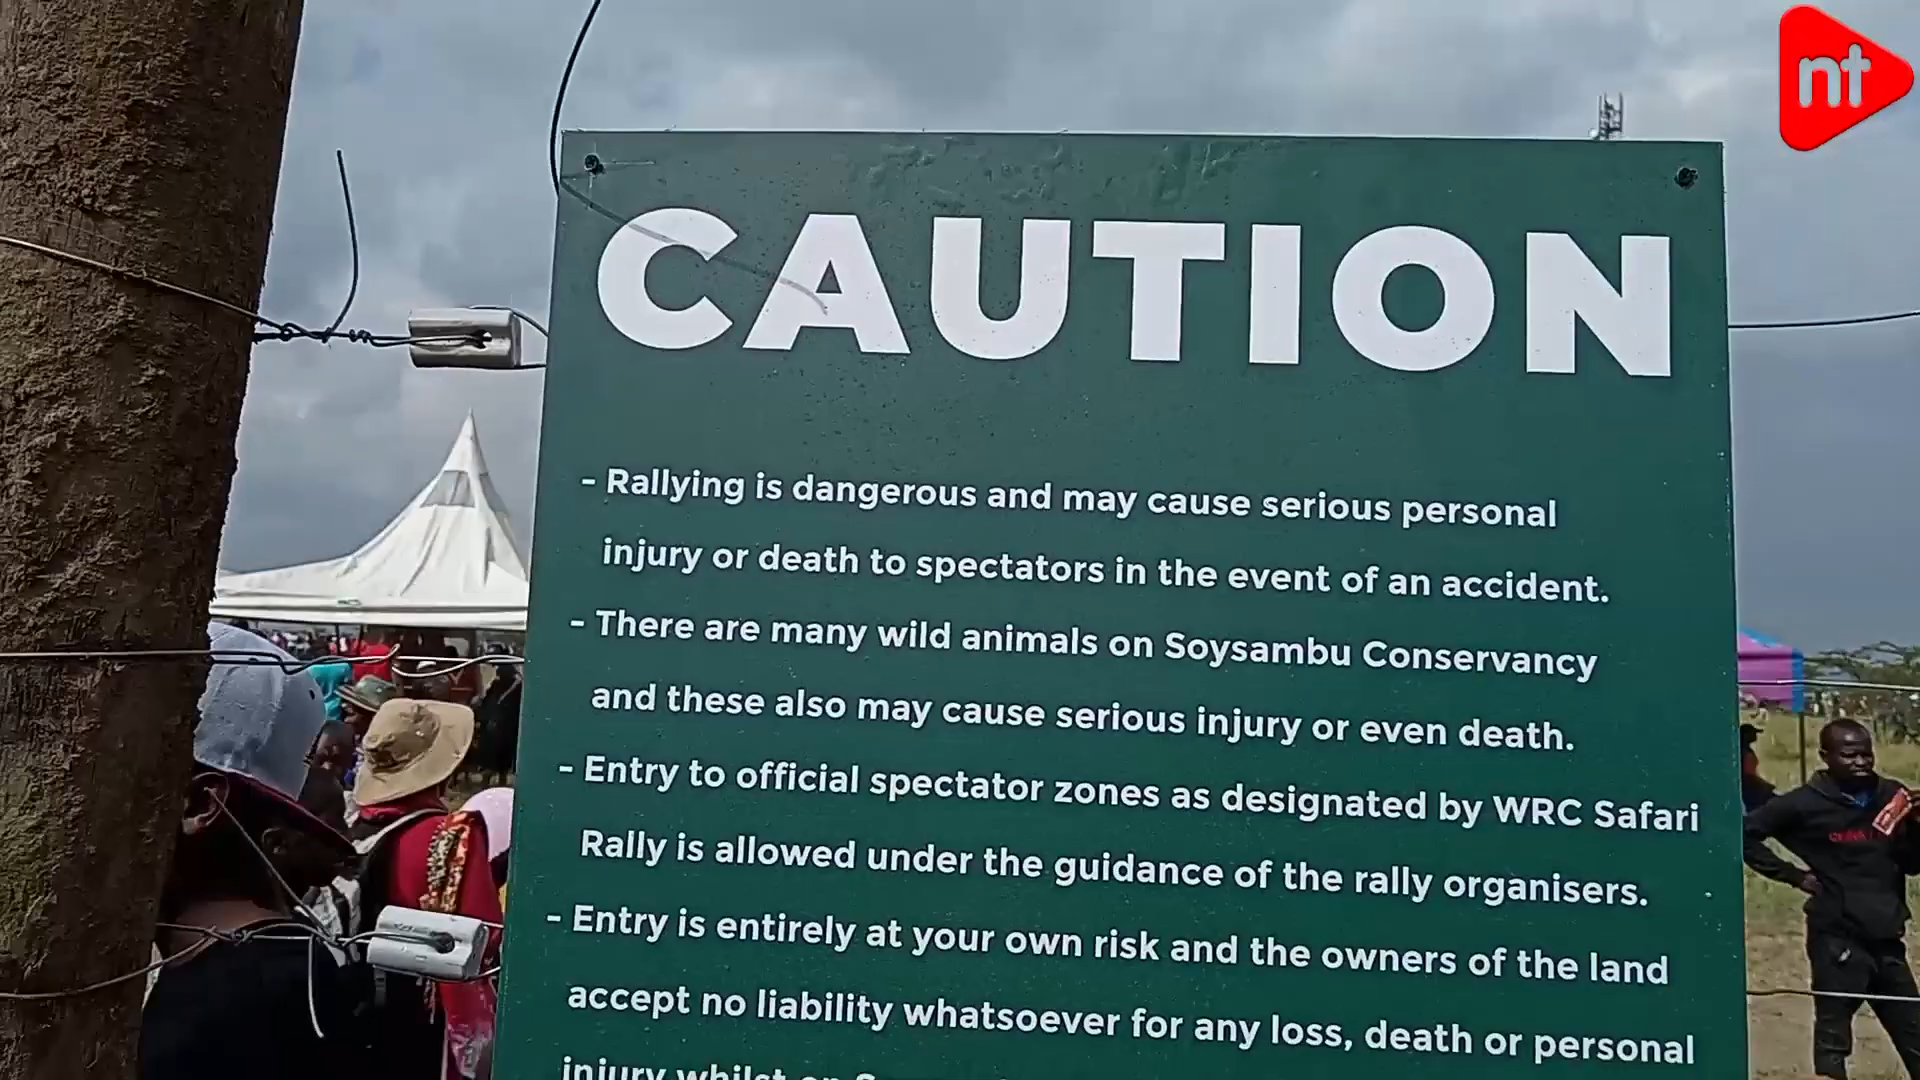 nt
CAUTION
- Rallying is dangerous and may cause serious personal
injury or death to spectators in the event of an accident.
- There are many wild animals on Soysambu Conservancy
and these also may cause serious injury or even death.
- Entry to official spectator zones as designated by WRC Safari
Rally is allowed under the guidance of the rally organisers.
- Entry is entirely at your own risk and the owners of the land
accept no liability whatsoever for any loss, death or personal
injury whilst on